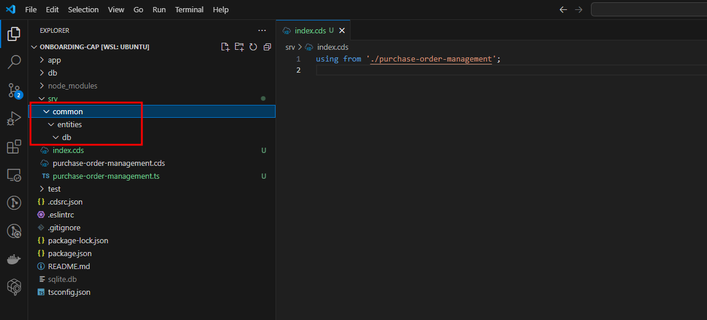 File Edit Selection View Go Run Terminal Help
EXPLORER
ONBOARDING-CAP [WSL: UBUNTU]
app
db
node_modules
srv
common
entities
db
index.cds U
purchase-order-management.cds
TS purchase-order-management.ts U
test
{} .cdsrc.json
.eslintrc
.gitignore
{} package-lock.json
{} package.json
README.md
sqlite.db
tsconfig.json
2
index.cds U
srv > index.cds
1 using from './purchase-order-management';
2